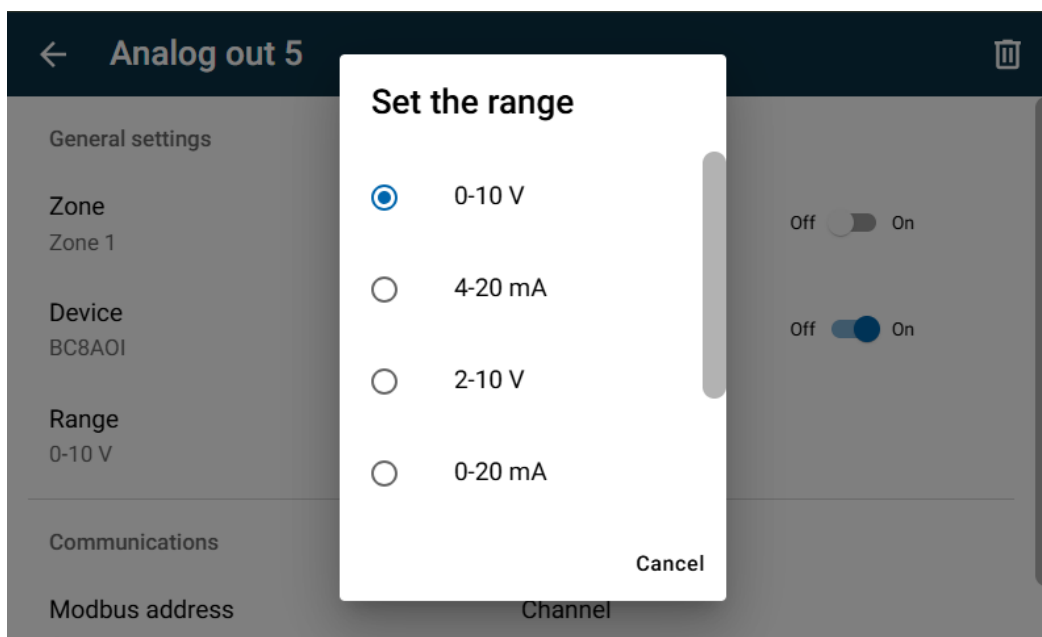 Analog out 5
Set the range
0-10 V
4-20 mA
2-10 V
0-20 mA
Cancel
General settings
Zone
Zone 1
Off On
Device
BC8AOI
Off On
Range
0-10 V
Communications
Modbus address
Channel